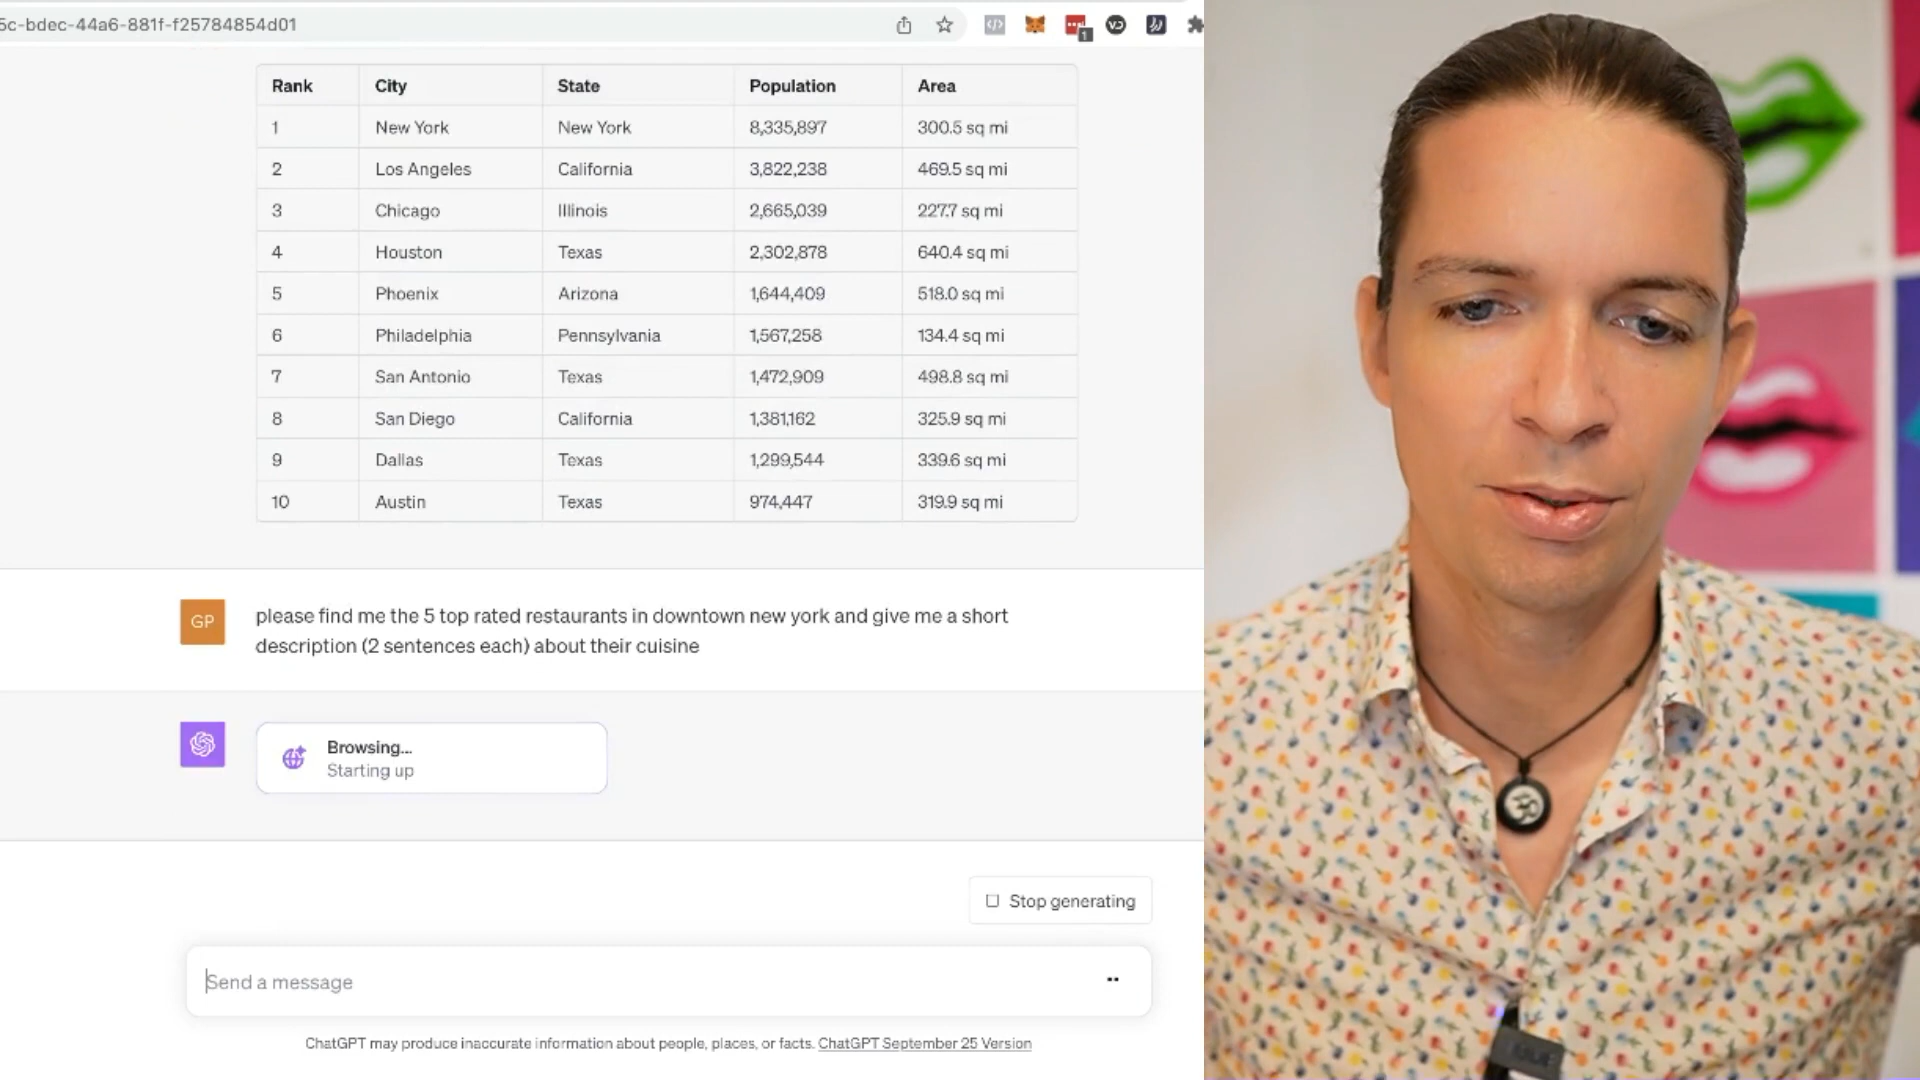 5c-bdec-44a6-881f-f25784854d01
1
Rank City State Population Area
1 New York New York 8,335,897 300.5 sq mi
2 Los Angeles California 3,822,238 469.5 sq mi
3 Chicago Illinois 2,665,039 227.7 sq mi
4 Houston Texas 2,302,878 640.4 sq mi
5 Phoenix Arizona 1,644,409 518.0 sq mi
6 Philadelphia Pennsylvania 1,567,258 134.4 sq mi
7 San Antonio Texas 1,472,909 498.8 sq mi
8 San Diego California 1,381,162 325.9 sq mi
9 Dallas Texas 1,299,544 339.6 sq mi
10 Austin Texas 974,447 319.9 sq mi
GP
please find me the 5 top rated restaurants in downtown new york and give me a short
description (2 sentences each) about their cuisine
Browsing...
Starting up
Stop generating
Send a message
ChatGPT may produce inaccurate information about people, places, or facts. ChatGPT September 25 Version